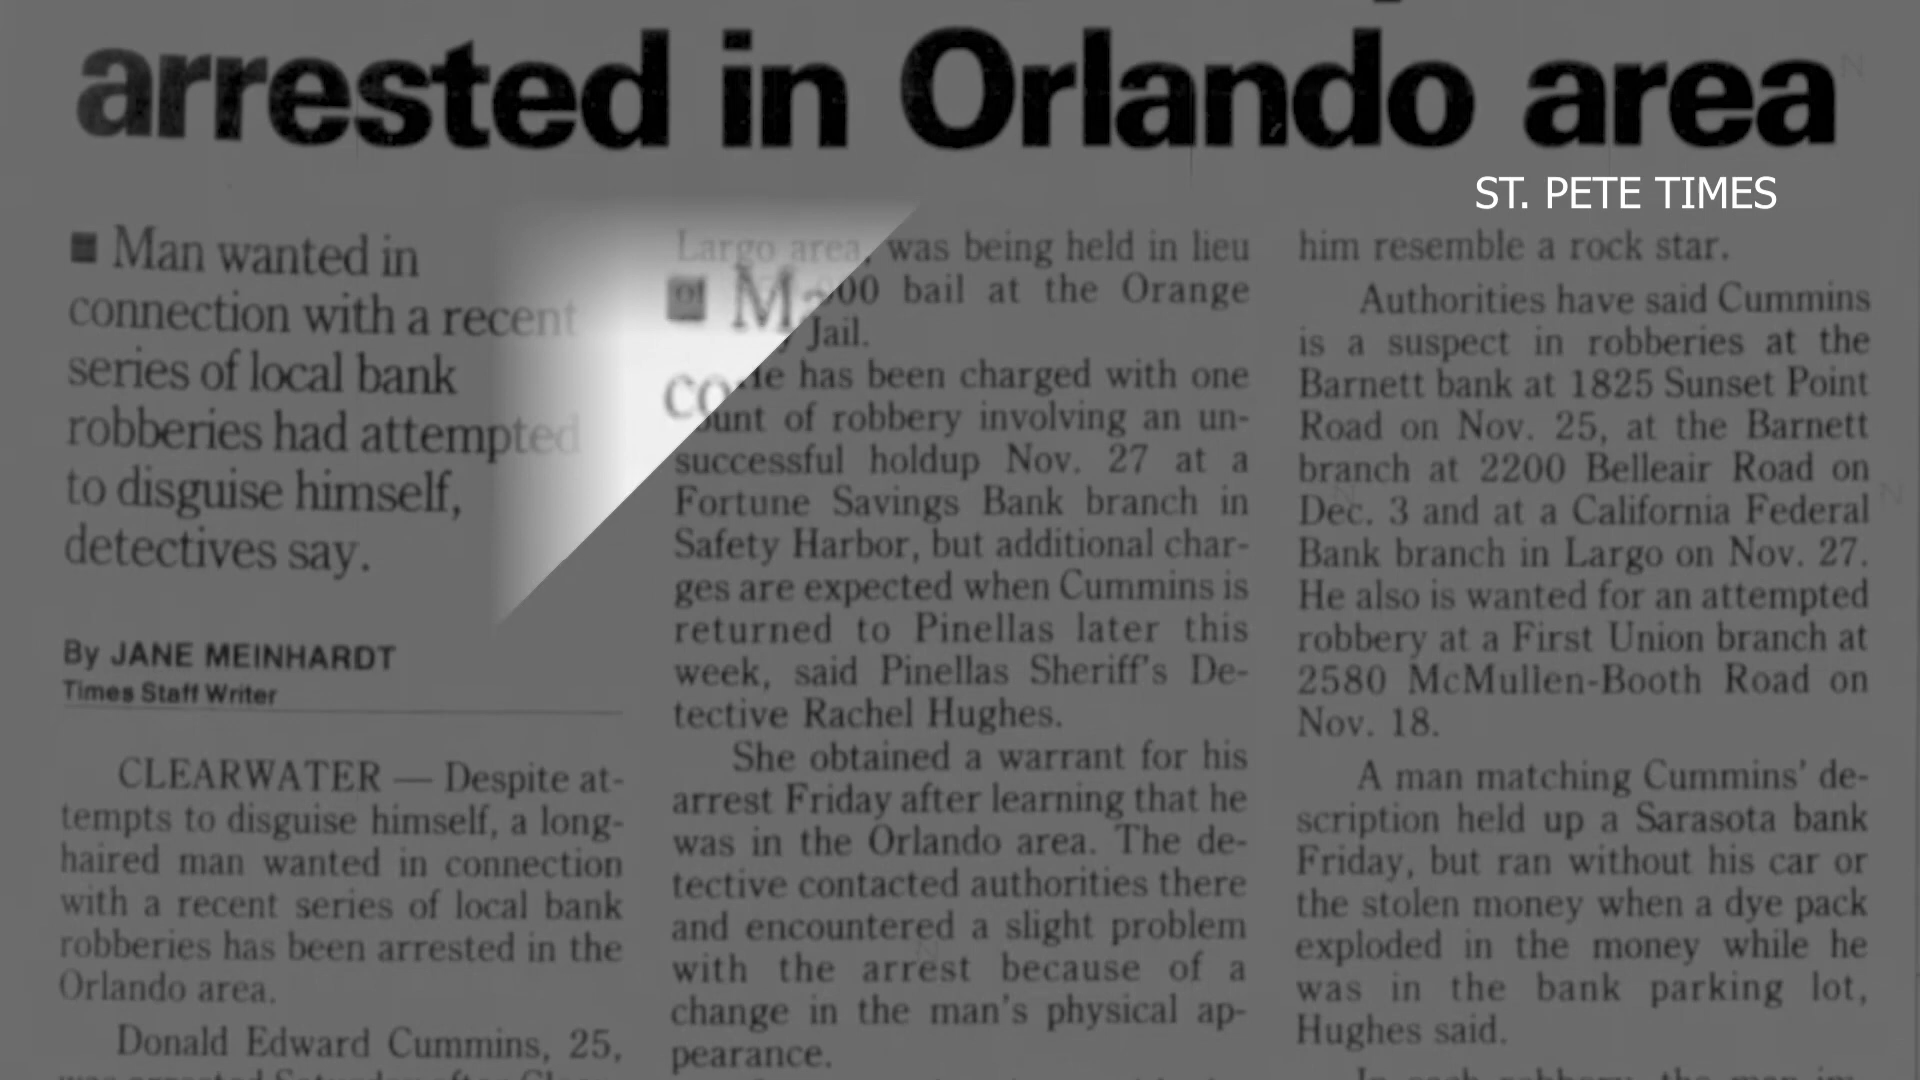 arrested in Orlando area
ST. PETE TIMES
■ Man wanted in
connection with a recent
series of local bank
robberies had attempted
to disguise himself,
detectives say.
By JANE MEINHARDT
Times Staff Writer
CLEARWATER — Despite at-
tempts to disguise himself, a long-
haired man wanted in connection
with a recent series of local bank
robberies has been arrested in the
Orlando area.
Donald Edward Cummins, 25,
Largo area, was being held in lieu
of bail at the Orange
Jail.
has been charged with one
of robbery involving an un-
successful holdup Nov. 27 at a
Fortune Savings Bank branch in
Safety Harbor, but additional char-
ges are expected when Cummins is
returned to Pinellas later this
week, said Pinellas Sheriff's De-
tective Rachel Hughes.
She obtained a warrant for his
arrest Friday after learning that he
was in the Orlando area. The de-
tective contacted authorities there
and encountered a slight problem
with the arrest because of a
change in the man's physical ap-
pearance.
him resemble a rock star.
Authorities have said Cummins
is a suspect in robberies at the
Barnett bank at 1825 Sunset Point
Road on Nov. 25, at the Barnett
branch at 2200 Belleair Road on
Dec. 3 and at a California Federal
Bank branch in Largo on Nov. 27.
He also is wanted for an attempted
robbery at a First Union branch at
2580 McMullen-Booth Road on
Nov. 18.
A man matching Cummins' de-
scription held up a Sarasota bank
Friday, but ran without his car or
the stolen money when a dye pack
exploded in the money while he
was in the bank parking lot,
Hughes said.